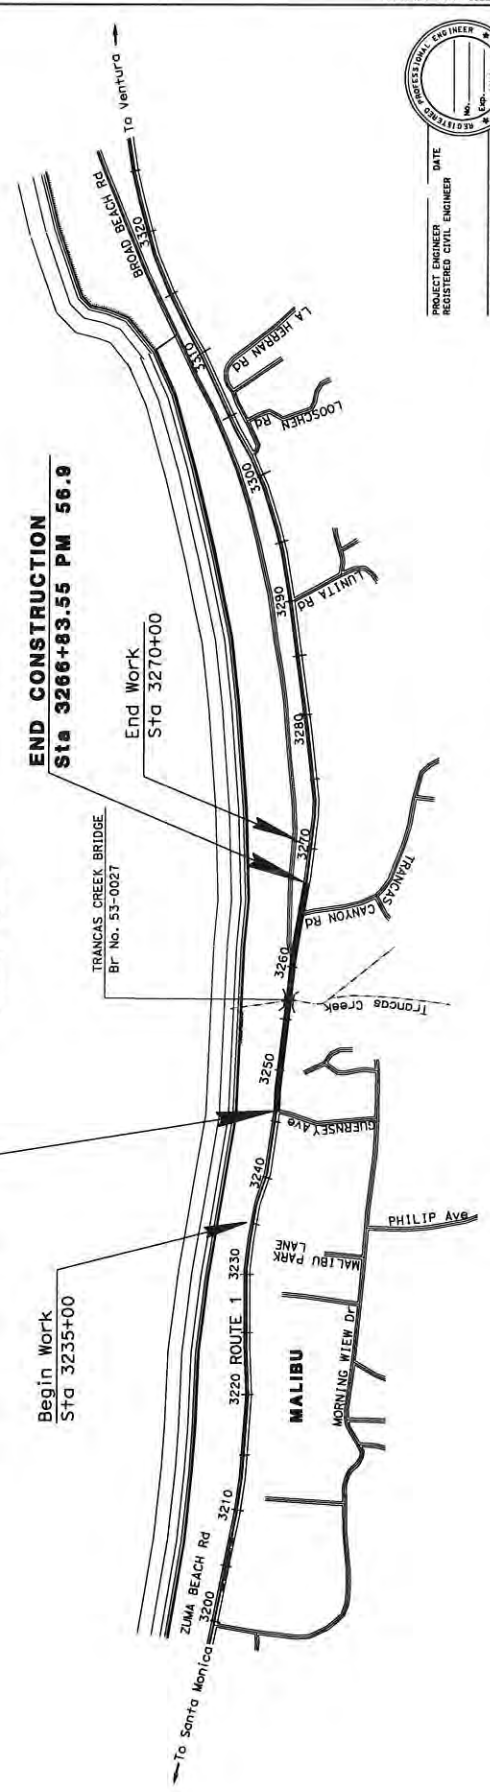 To Ventura
BROAD BEACH Rd
3320
3310
LA HERRAN RD
LOOSCHEN Rd
3300
3290
LUNITA Rd
3280
END CONSTRUCTION
Sta 3266+83.55 PM 56.9
End Work
Sta 3270+00
3270
TRANCAS CREEK BRIDGE
Br No. 53-0027
TRANCAS
CANYON Rd
3260
Trancas Creek
3250
GUERNSEY Ave
3240
Begin Work
Sta 3235+00
3230
PHILIP Ave
MALIBU PARK
LANE
3220 ROUTE 1
MALIBU
MORNING WIEW Dr
3210
ZUMA BEACH Rd
3200
To Santa Monica
PROJECT ENGINEER DATE
REGISTERED CIVIL ENGINEER
REGISTERED PROFESSIONAL ENGINEER
No.
Exp.